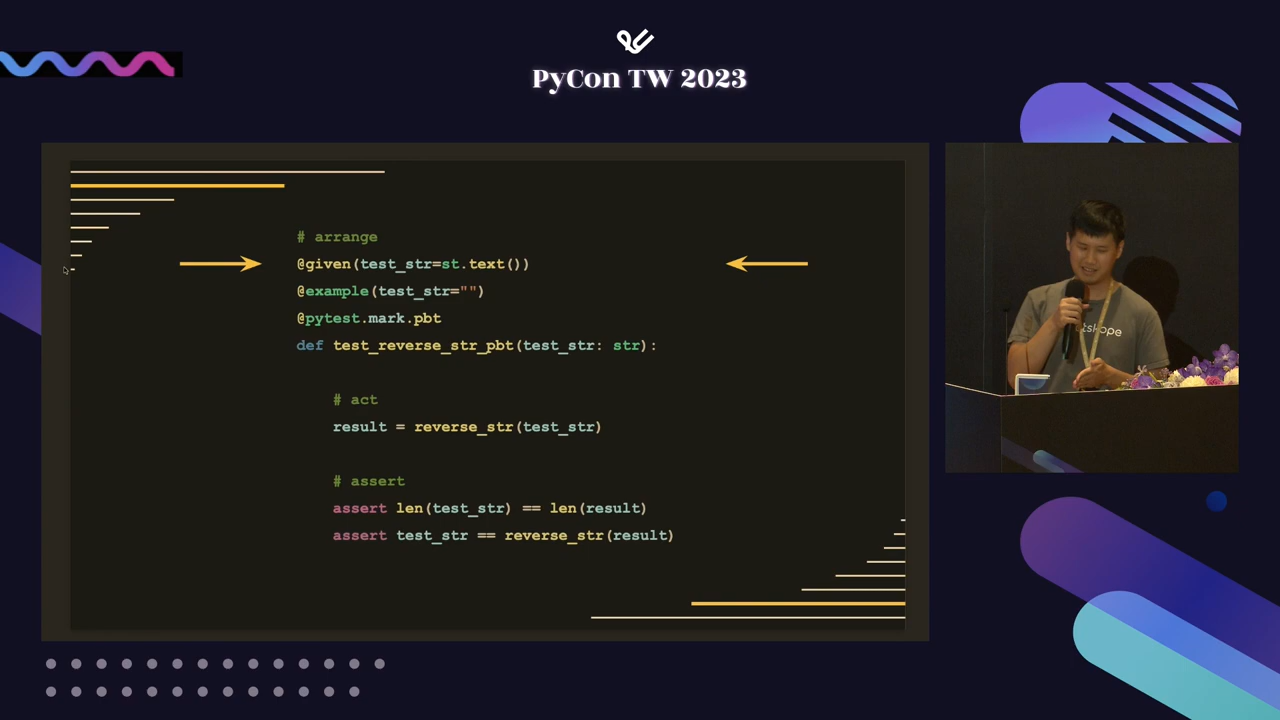 PyCon TW 2023
# arrange
@given(test_str=st.text())
@example(test_str="")
@pytest.mark.pbt
def test_reverse_str_pbt(test_str: str):
# act
result = reverse_str(test_str)
# assert
assert len(test_str) == len(result)
assert test_str == reverse_str(result)